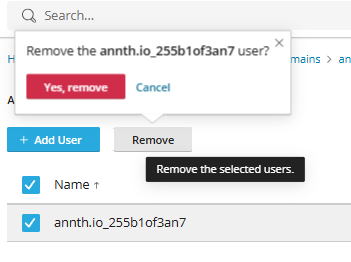 Search...
Remove the annth.io_255b1of3an7 user?
Yes, remove
Cancel
H
mains > an
A
+ Add User
Remove
Remove the selected users.
Name ↑
annth.io_255b1of3an7